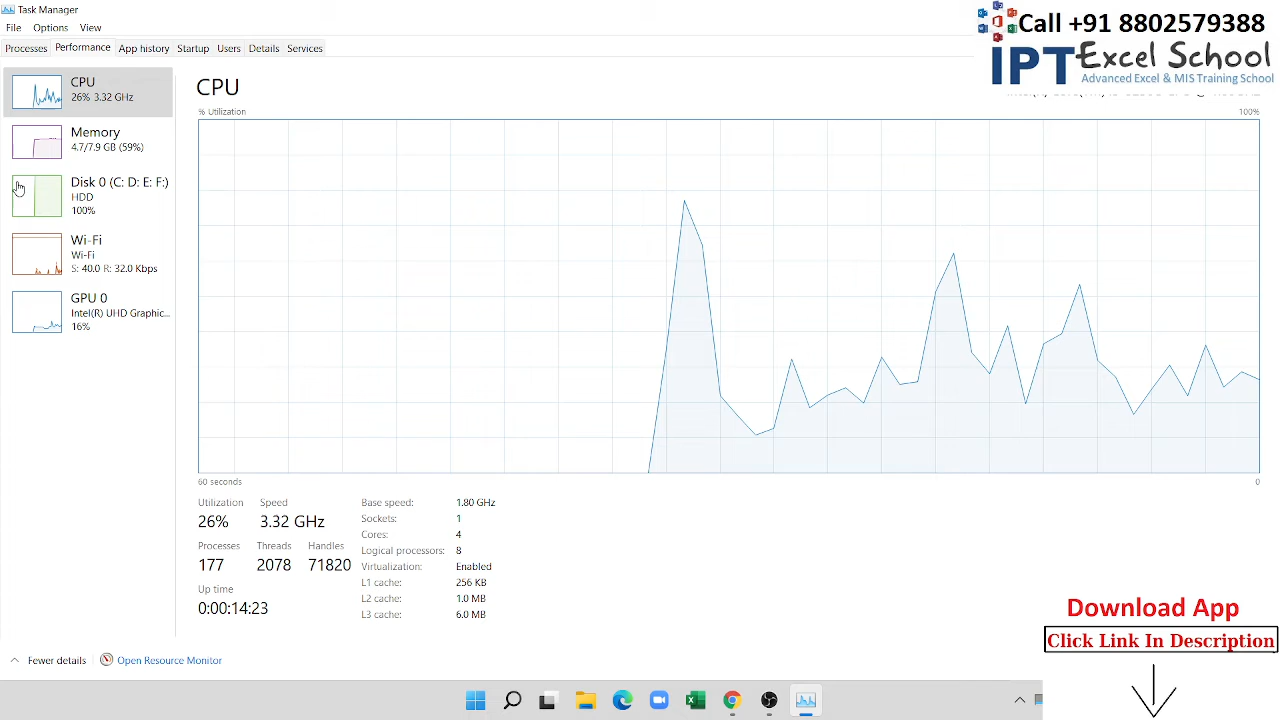 Task Manager
File Options View
Processes Performance App history Startup Users Details Services
Call +91 8802579388
IPT Excel School
Advanced Excel & MIS Training School
CPU
26% 3.32 GHz
Memory
4.7/7.9 GB (59%)
Disk 0 (C: D: E: F:)
HDD
100%
Wi-Fi
Wi-Fi
S: 40.0 R: 32.0 Kbps
GPU 0
Intel(R) UHD Graphic...
16%
CPU
% Utilization 100%
60 seconds 0
Utilization Speed
26% 3.32 GHz
Processes Threads Handles
177 2078 71820
Up time
0:00:14:23
Base speed: 1.80 GHz
Sockets: 1
Cores: 4
Logical processors: 8
Virtualization: Enabled
L1 cache: 256 KB
L2 cache: 1.0 MB
L3 cache: 6.0 MB
Fewer details Open Resource Monitor
Download App
Click Link In Description